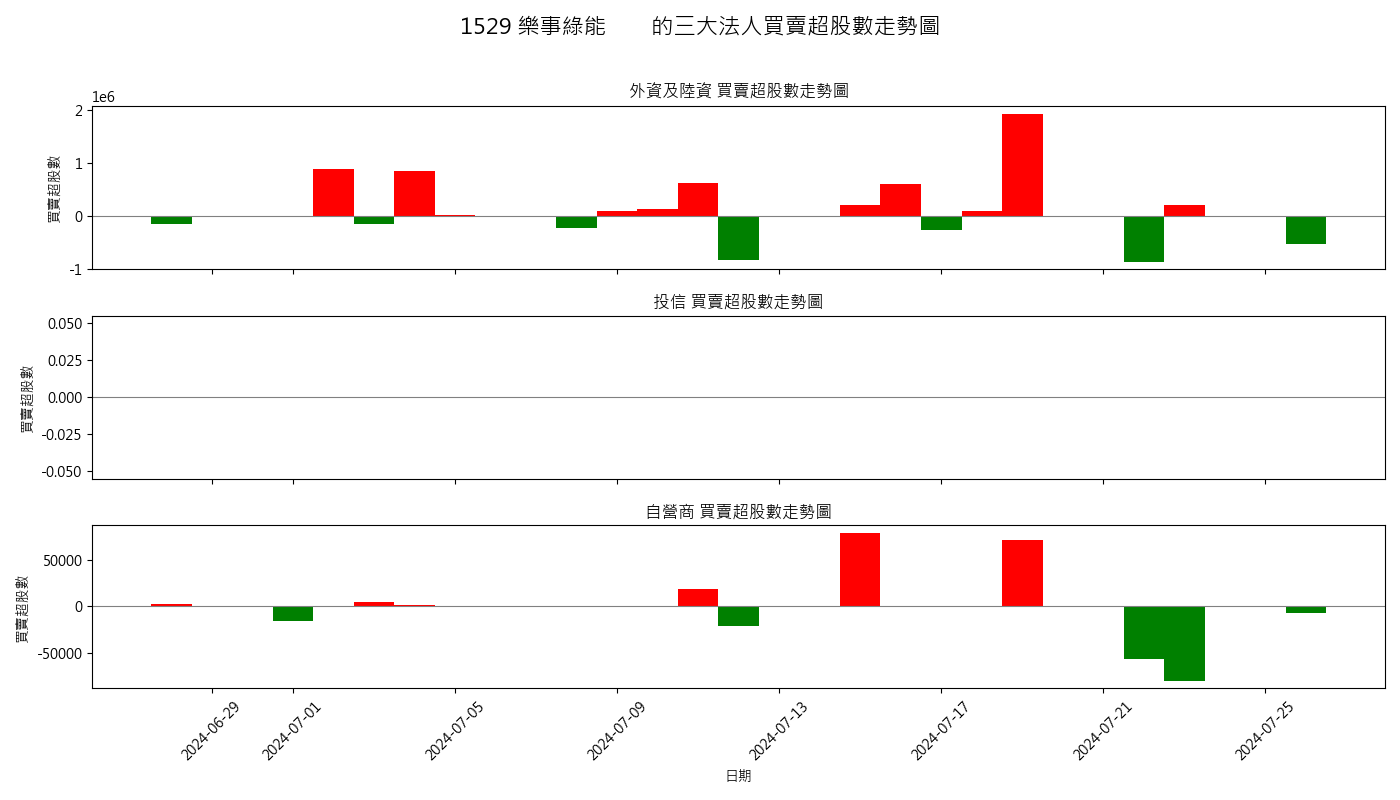 1529 樂事綠能　　的三大法人買賣超股數走勢圖
外資及陸資 買賣超股數走勢圖
1e6
2
1
0
-1
買賣超股數
投信 買賣超股數走勢圖
0.050
0.025
0.000
-0.025
-0.050
買賣超股數
自營商 買賣超股數走勢圖
50000
0
-50000
買賣超股數
2024-06-29
2024-07-01
2024-07-05
2024-07-09
2024-07-13
2024-07-17
2024-07-21
2024-07-25
日期